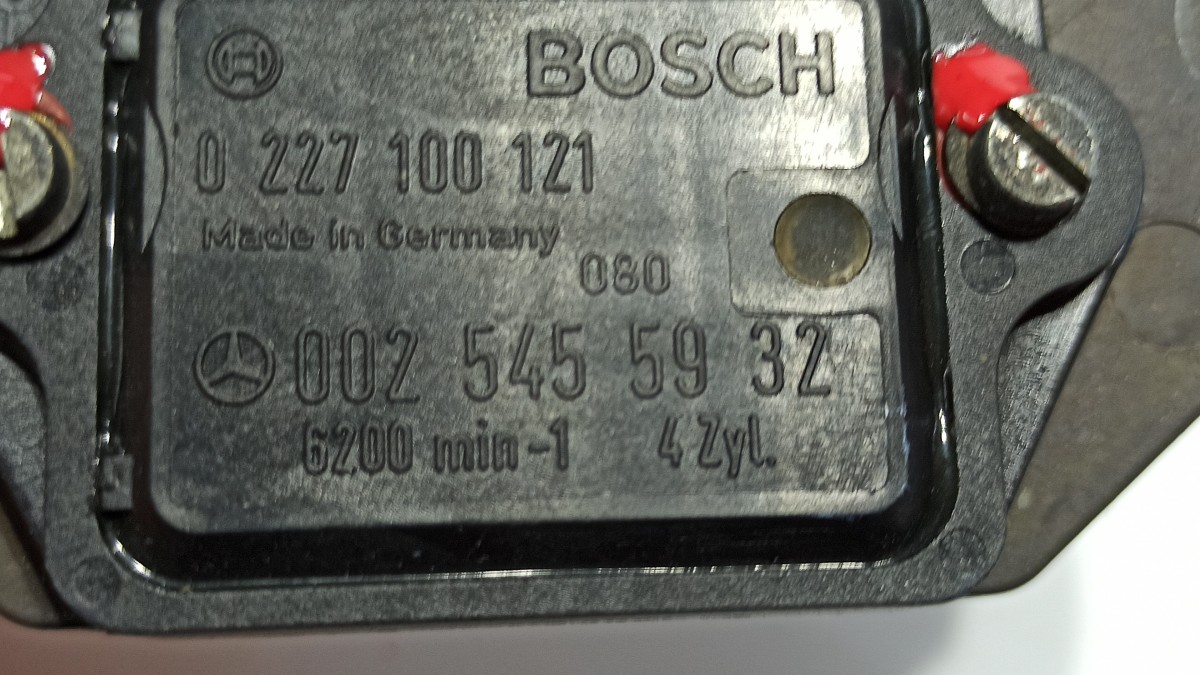 BOSCH
0 227 100 121
Made in Germany
080
002 545 59 32
6200 min-1 4 Zyl.